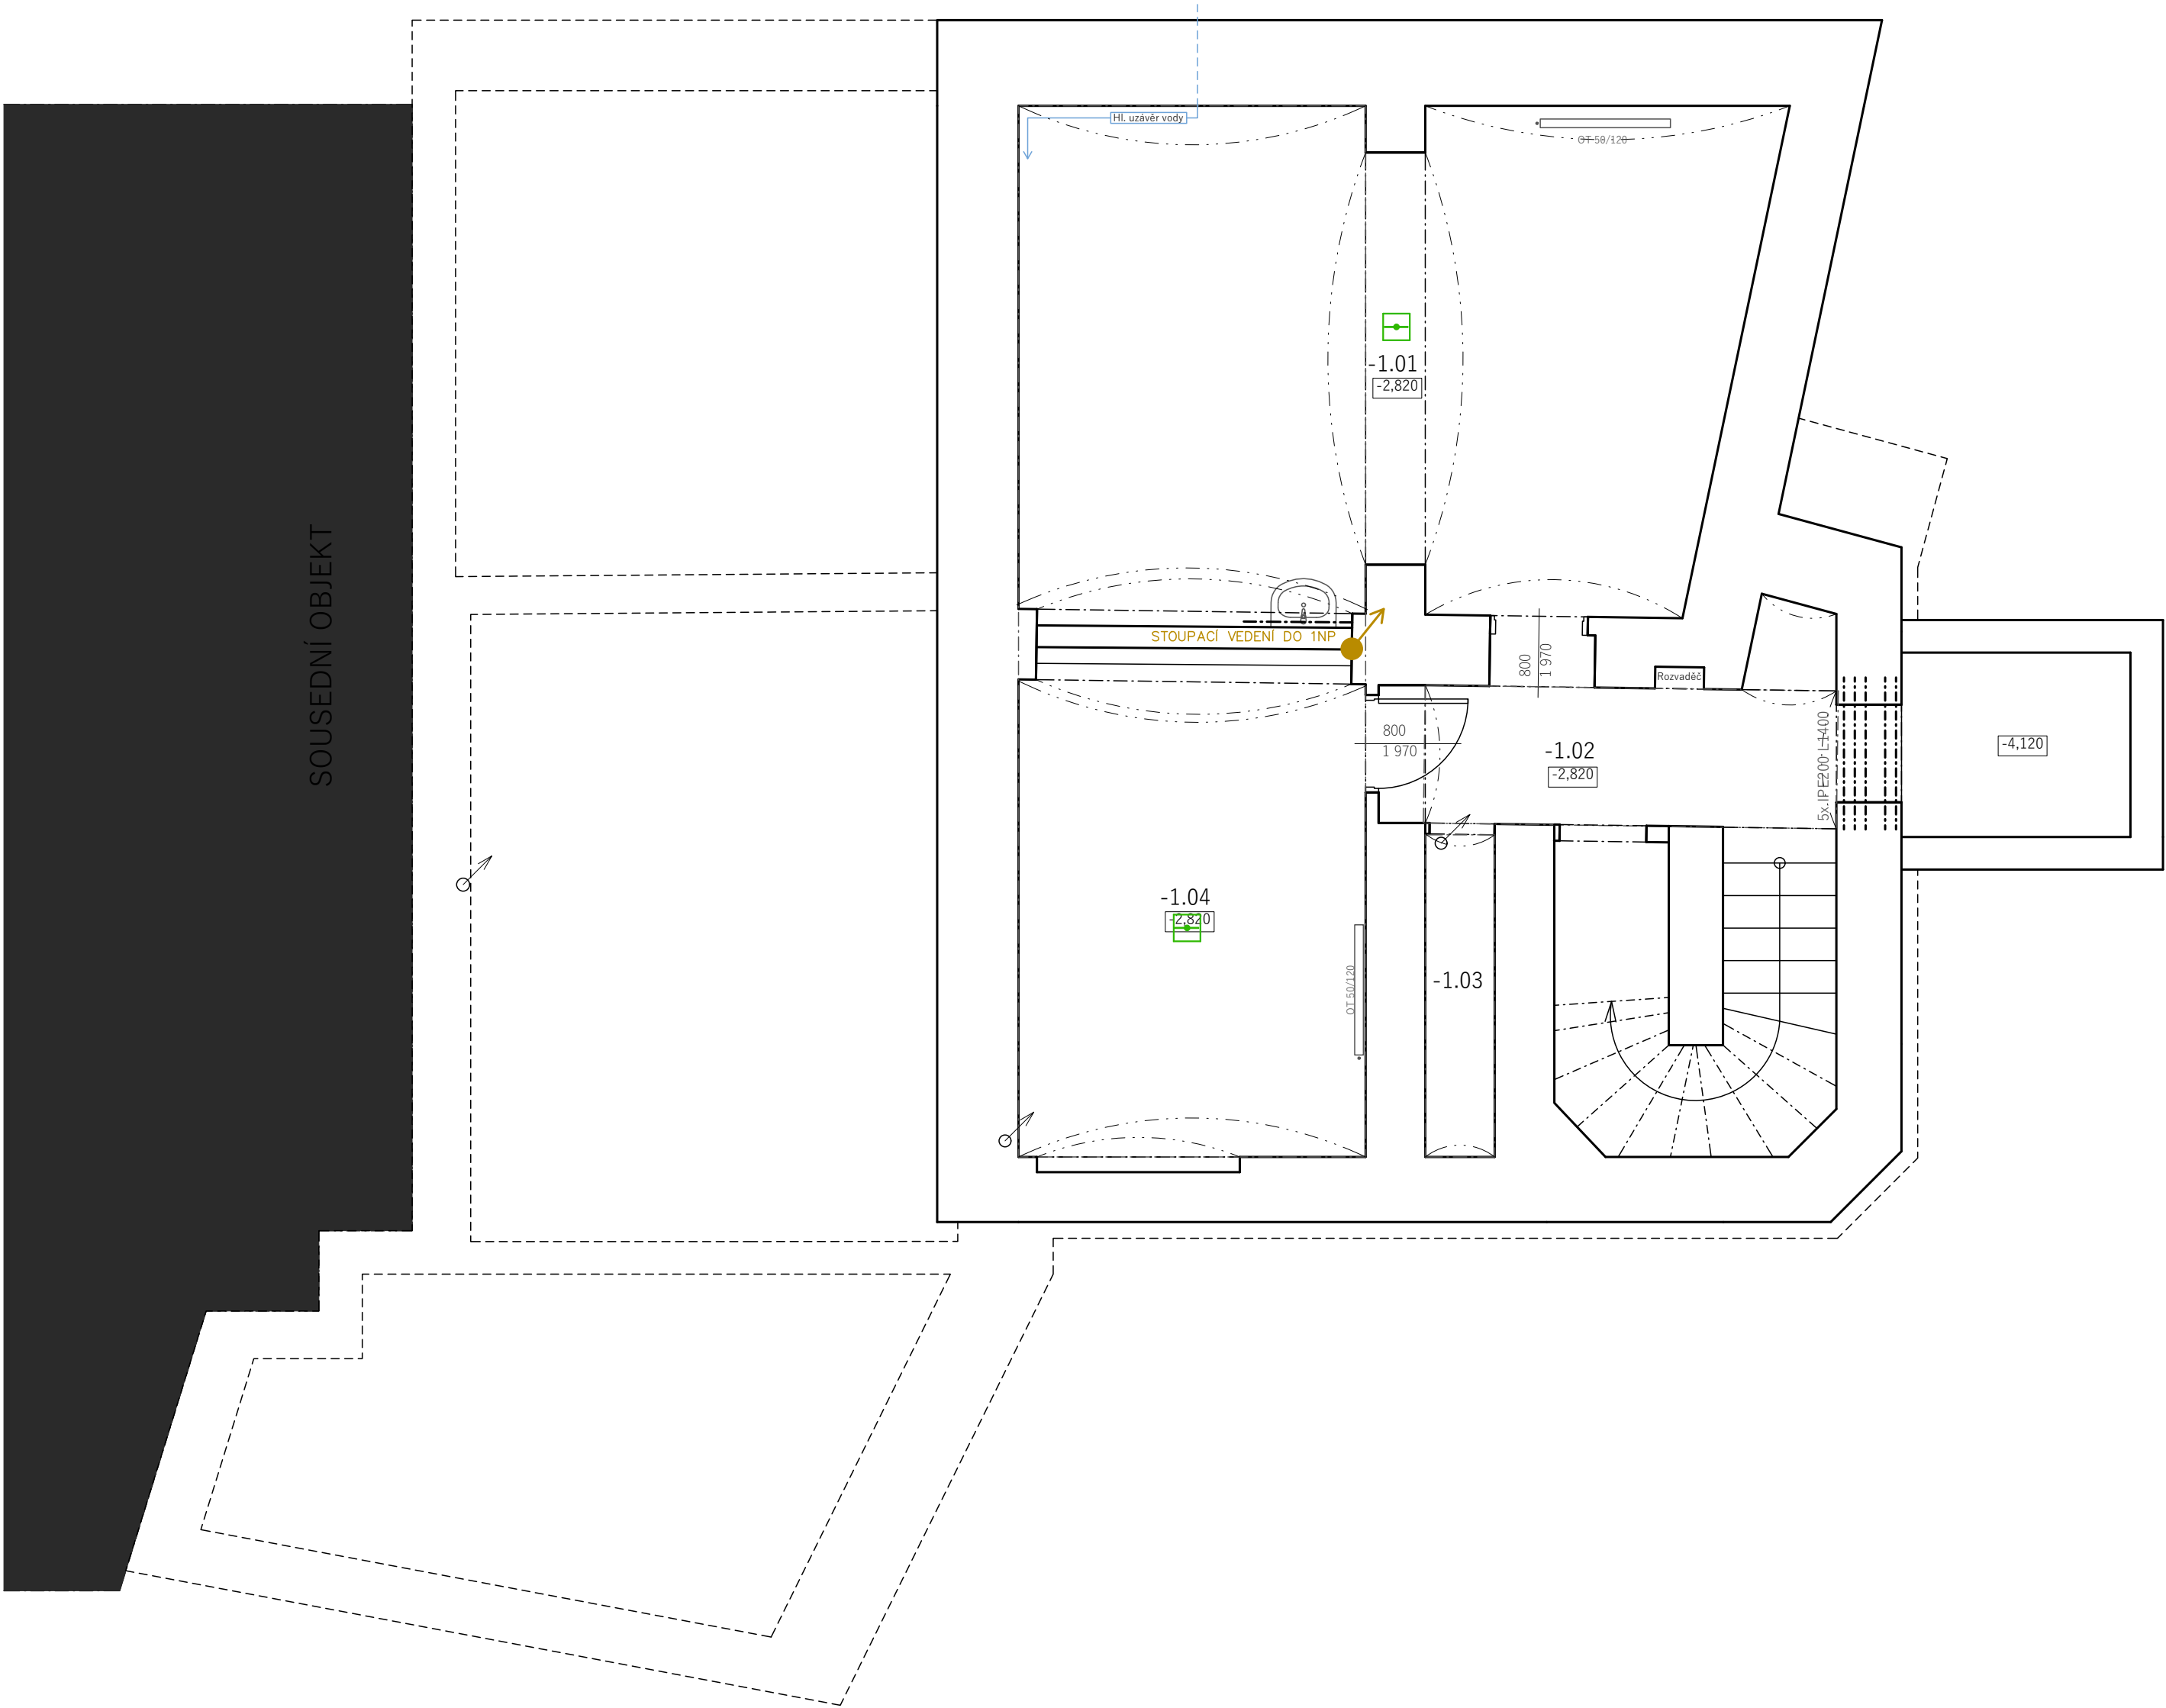 Hl. uzávěr vody
OT 50/120
-1.01
-2,820
SOUSEDNÍ OBJEKT
STOUPACÍ VEDENÍ DO 1NP
800
1 970
Rozvaděč
800
1 970
-1.02
-2,820
5x IPE200-L1400
-4,120
-1.04
-2,820
OT 50/120
-1.03